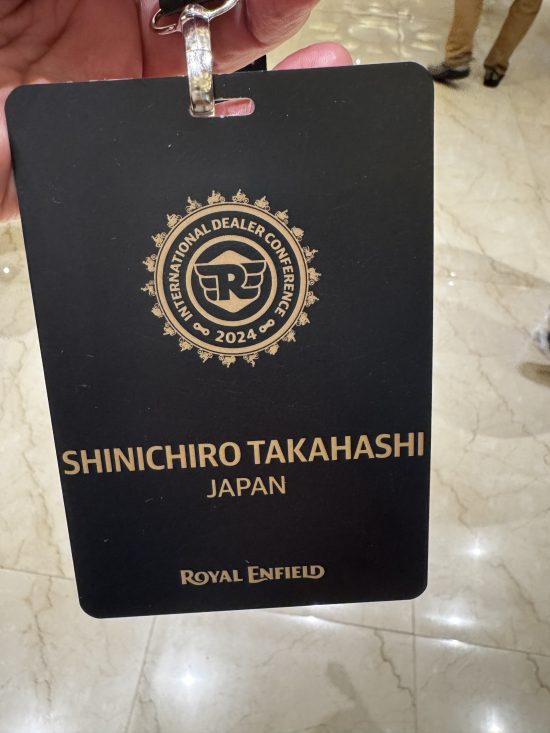 INTERNATIONAL DEALER CONFERENCE
R
2024
SHINICHIRO TAKAHASHI
JAPAN
ROYAL ENFIELD